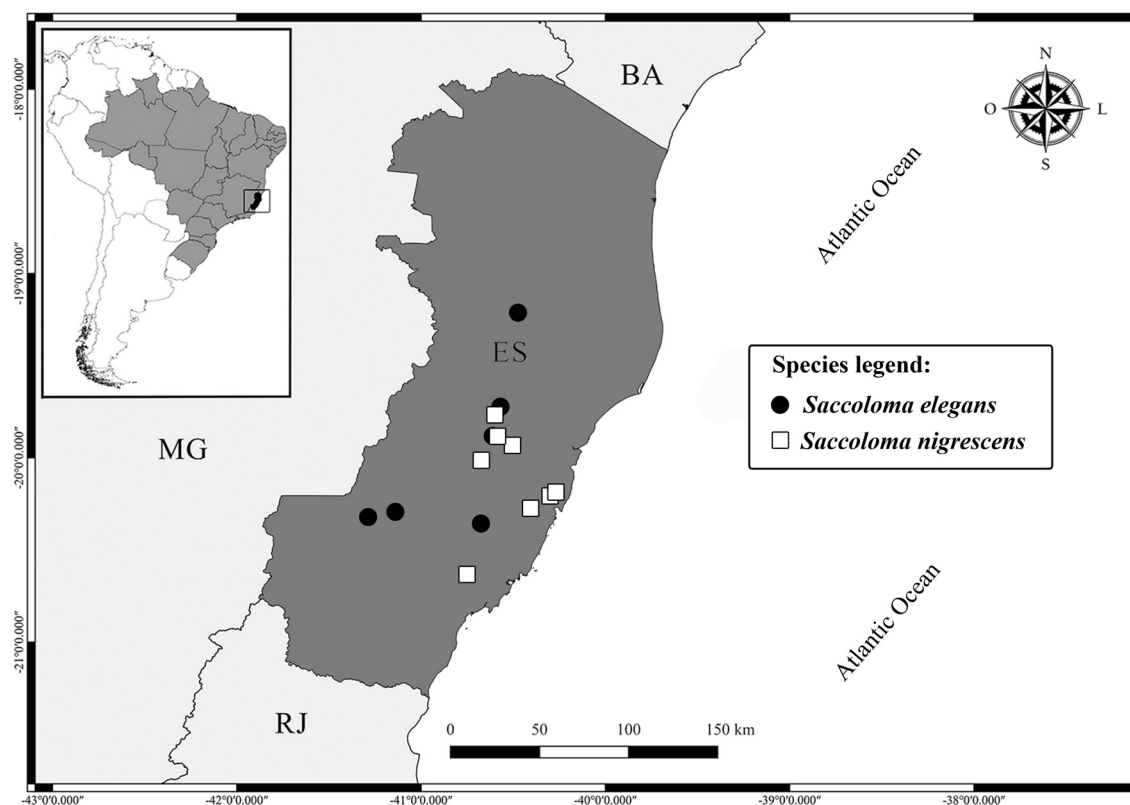 BA
N
O
L
S
Atlantic Ocean
ES
Species legend:
Saccoloma elegans
Saccoloma nigrescens
MG
Atlantic Ocean
RJ
0 50 100 150 km
-18°0'0.000"
-19°0'0.000"
-20°0'0.000"
-21°0'0.000"
-43°0'0.000" -42°0'0.000" -41°0'0.000" -40°0'0.000" -39°0'0.000" -38°0'0.000"